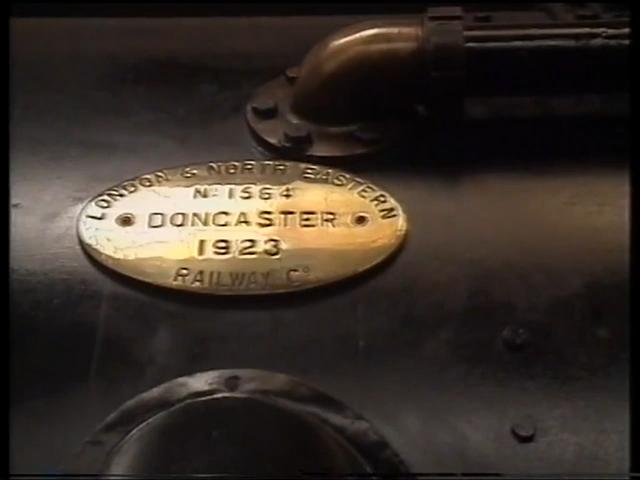 LONDON & NORTH EASTERN
Nº 1564
DONCASTER
1923
RAILWAY Cº